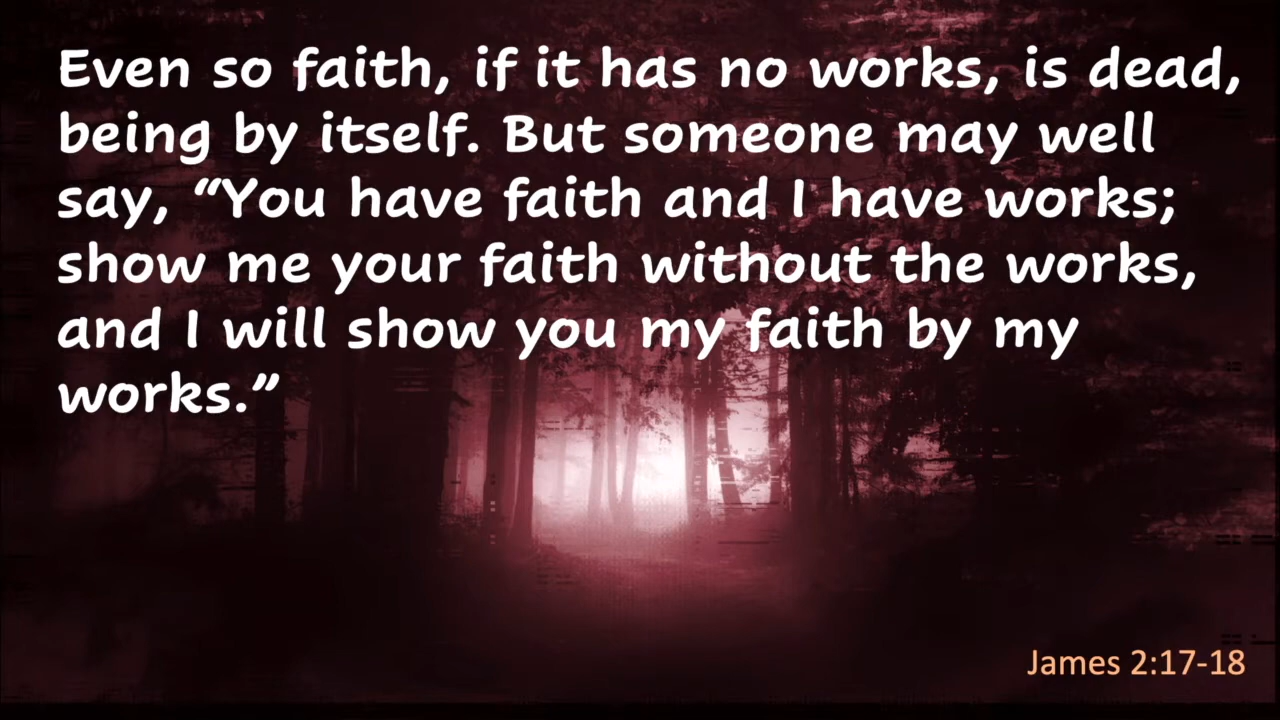 Even so faith, if it has no works, is dead,
being by itself. But someone may well
say, “You have faith and I have works;
show me your faith without the works,
and I will show you my faith by my
works.”
James 2:17-18